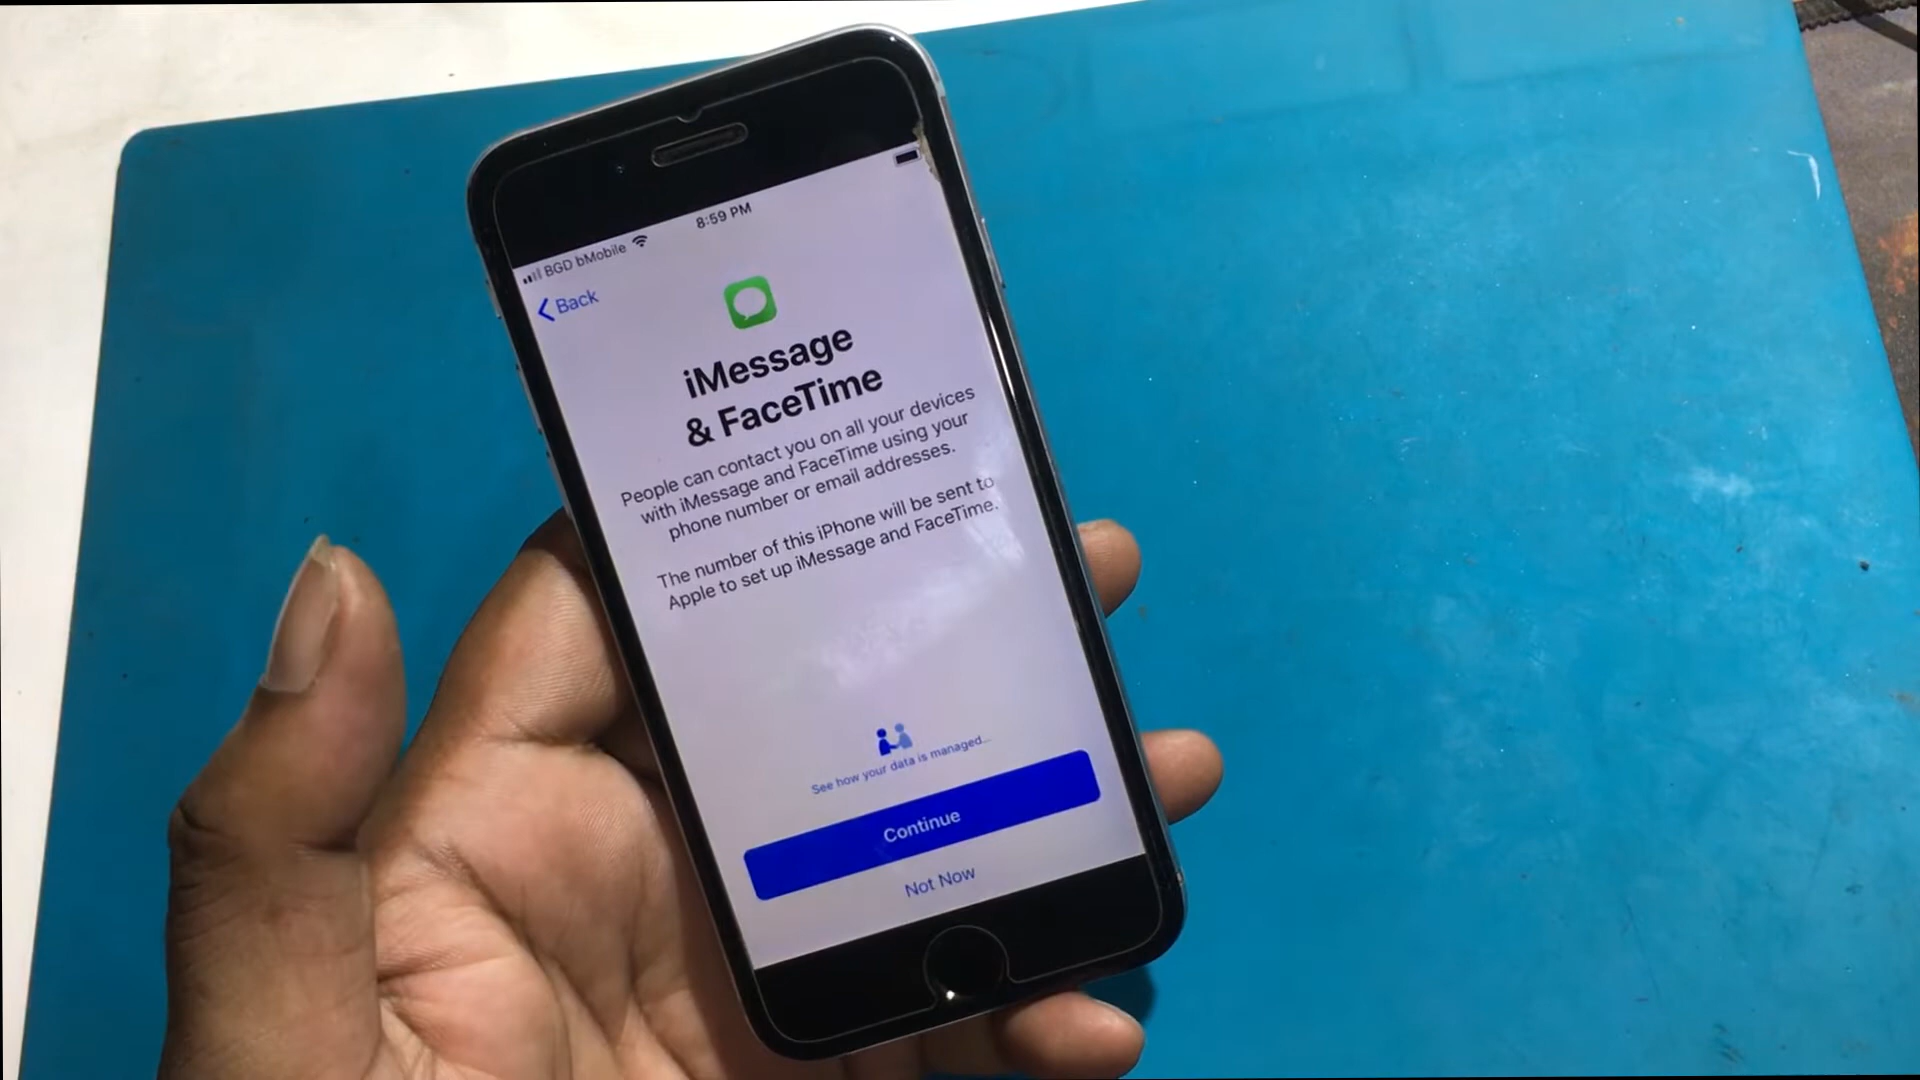 BGD bMobile 8:59 PM
Back
iMessage
& FaceTime
People can contact you on all your devices
with iMessage and FaceTime using your
phone number or email addresses.
The number of this iPhone will be sent to
Apple to set up iMessage and FaceTime.
See how your data is managed...
Continue
Not Now